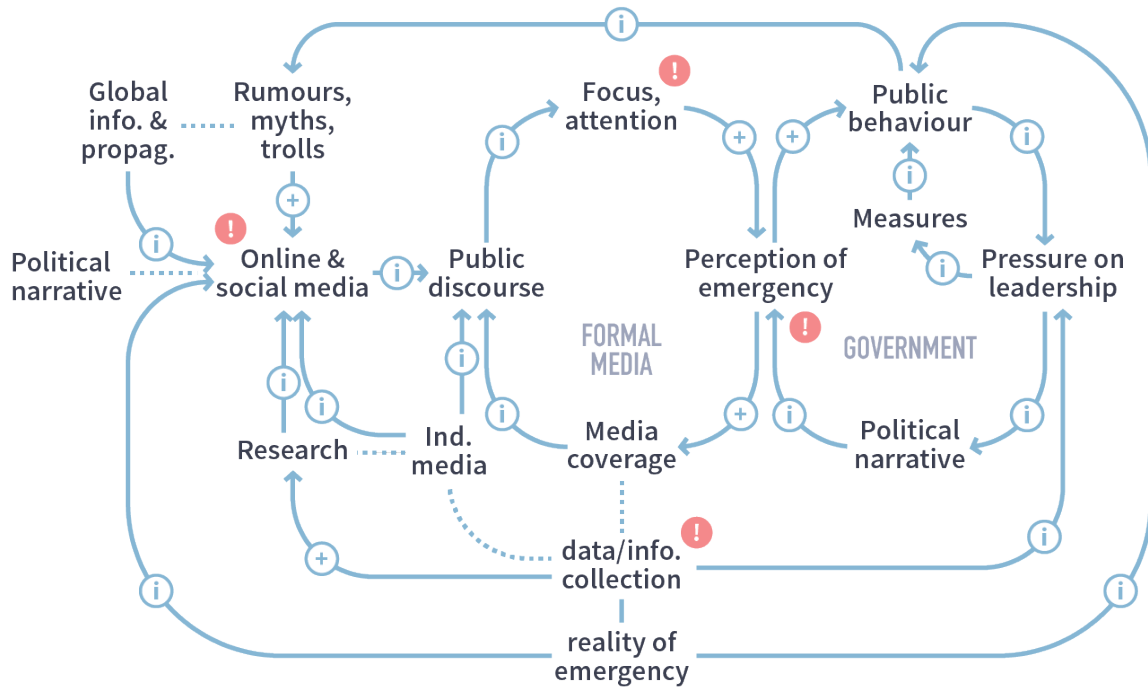 i
!
Global
info. &
propag.
Rumours,
myths,
trolls
Focus,
attention
Public
behaviour
i
+
+
i
+
i
!
Measures
i
Political
narrative
Online &
social media
i
Public
discourse
Perception of
emergency
i
Pressure on
leadership
!
FORMAL
MEDIA
GOVERNMENT
i
i
i
i
+
i
i
Research
Ind.
media
Media
coverage
Political
narrative
!
+
data/info.
collection
i
i
i
reality of
emergency